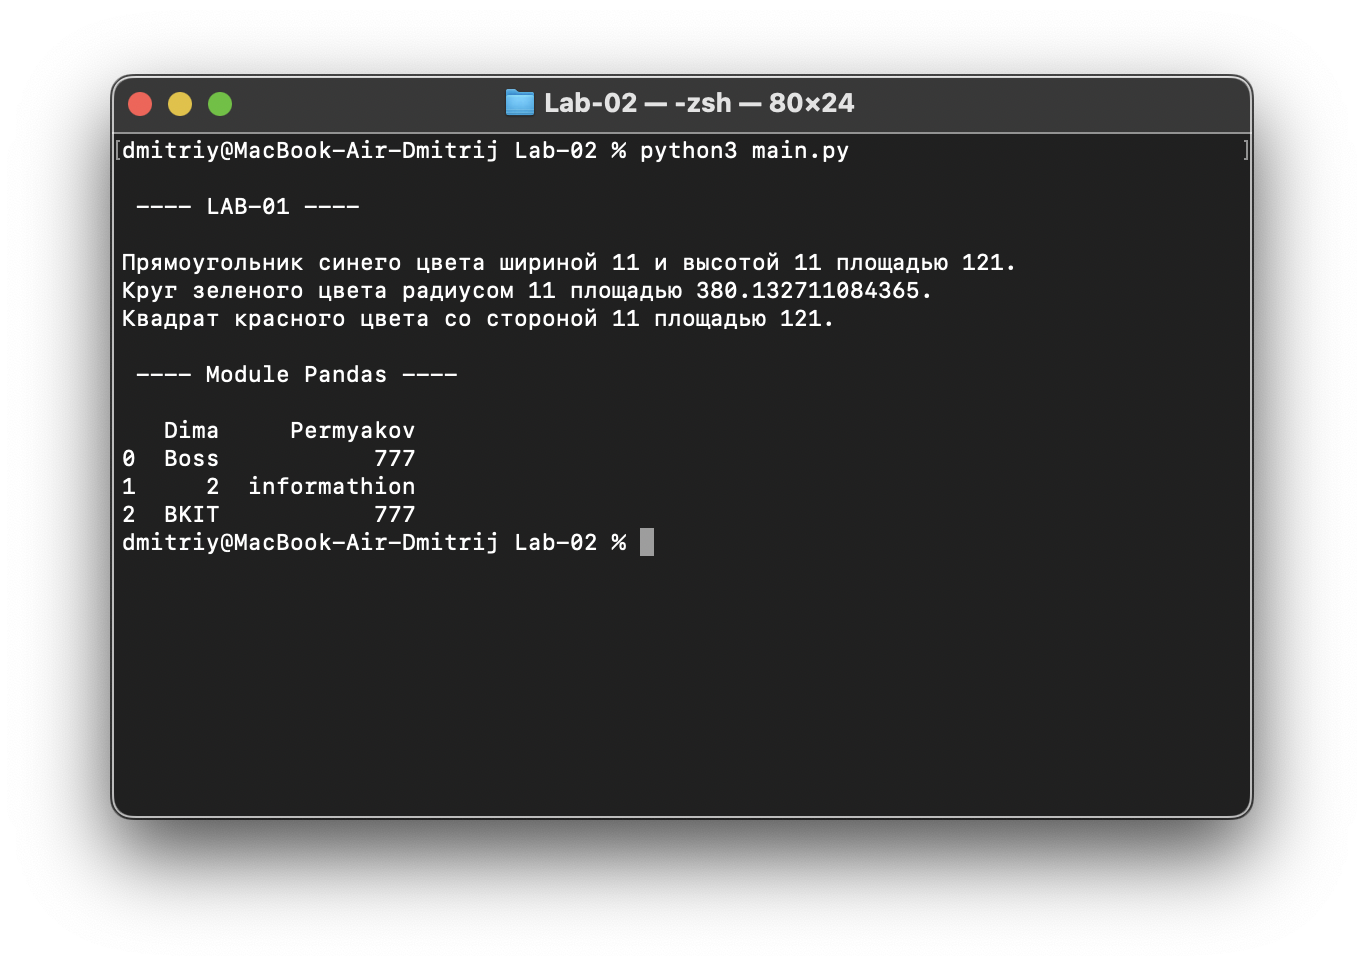 Lab-02 — -zsh — 80×24
[dmitriy@MacBook-Air-Dmitrij Lab-02 % python3 main.py ]
---- LAB-01 ----
Прямоугольник синего цвета шириной 11 и высотой 11 площадью 121.
Круг зеленого цвета радиусом 11 площадью 380.132711084365.
Квадрат красного цвета со стороной 11 площадью 121.
---- Module Pandas ----
Dima Permyakov
0 Boss 777
1 2 informathion
2 BKIT 777
dmitriy@MacBook-Air-Dmitrij Lab-02 %